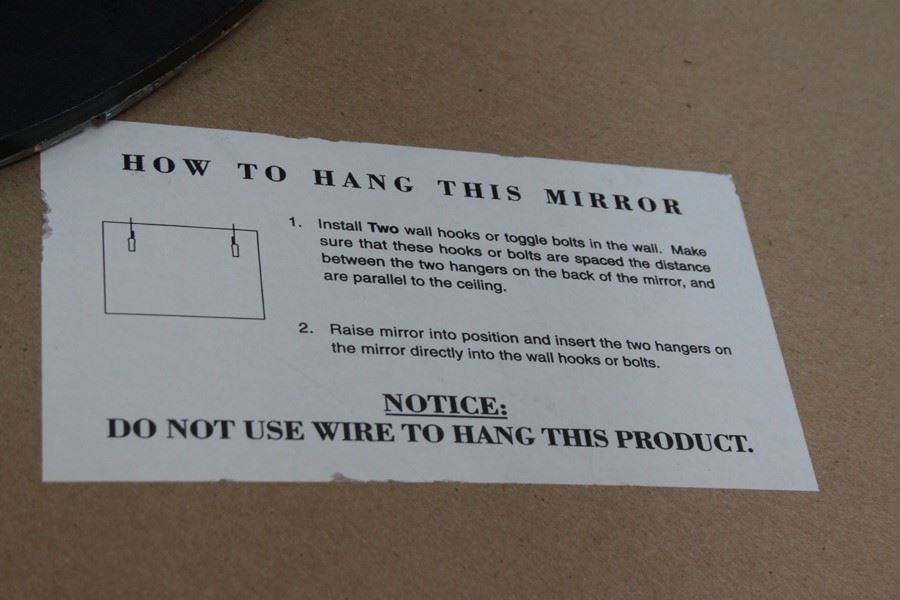 HOW TO HANG THIS MIRROR
1. Install Two wall hooks or toggle bolts in the wall. Make
sure that these hooks or bolts are spaced the distance
between the two hangers on the back of the mirror, and
are parallel to the ceiling.
2. Raise mirror into position and insert the two hangers on
the mirror directly into the wall hooks or bolts.
NOTICE:
DO NOT USE WIRE TO HANG THIS PRODUCT.